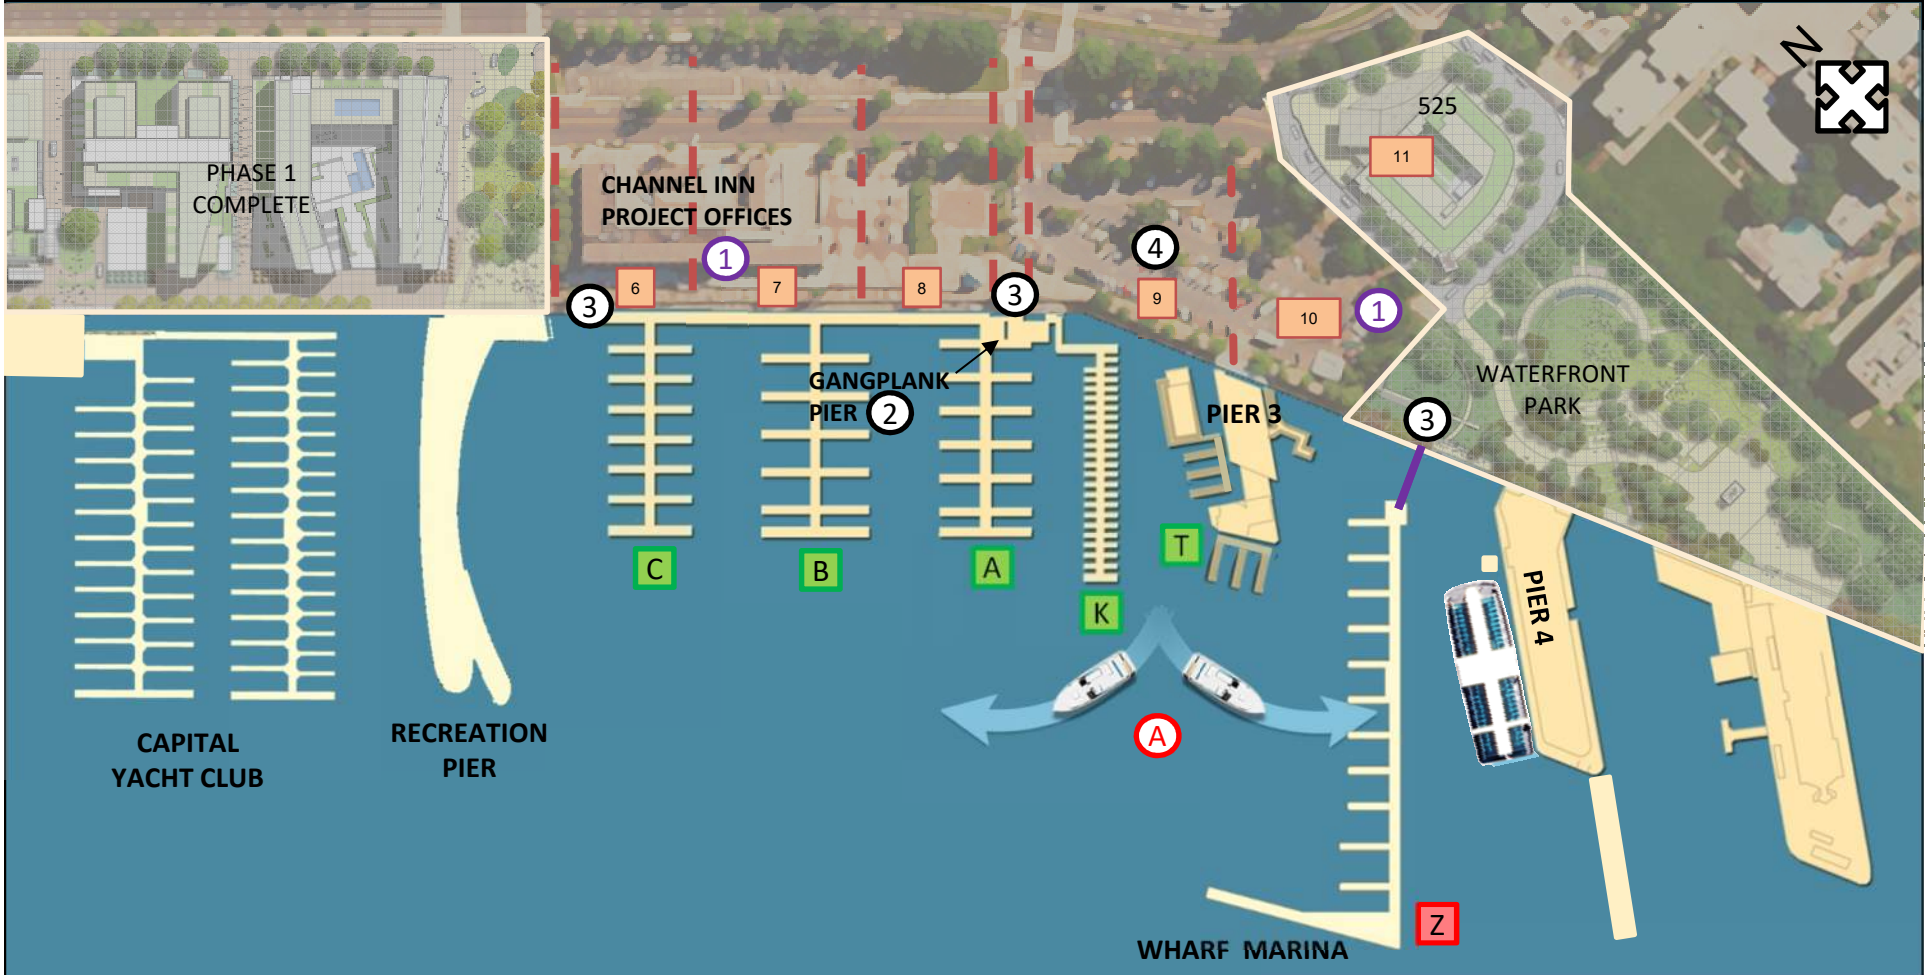 N
525
11
PHASE 1
COMPLETE
CHANNEL INN
PROJECT OFFICES
1
4
3
6
7
8
3
9
10
1
GANGPLANK
PIER
2
PIER 3
WATERFRONT
PARK
3
C
B
A
T
K
PIER 4
A
CAPITAL
YACHT CLUB
RECREATION
PIER
Z
WHARF MARINA